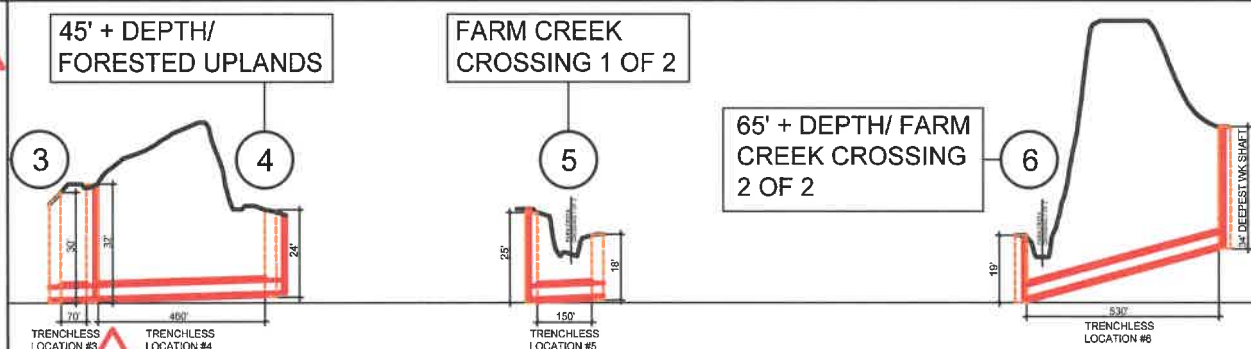 45' + DEPTH/
FORESTED UPLANDS
FARM CREEK
CROSSING 1 OF 2
65' + DEPTH/ FARM
CREEK CROSSING
2 OF 2
3
4
5
6
30'
32'
24'
25'
18'
19'
34' DEEPEST WK SHAFT
70'
460'
150'
530'
TRENCHLESS
LOCATION #3
TRENCHLESS
LOCATION #4
TRENCHLESS
LOCATION #5
TRENCHLESS
LOCATION #6